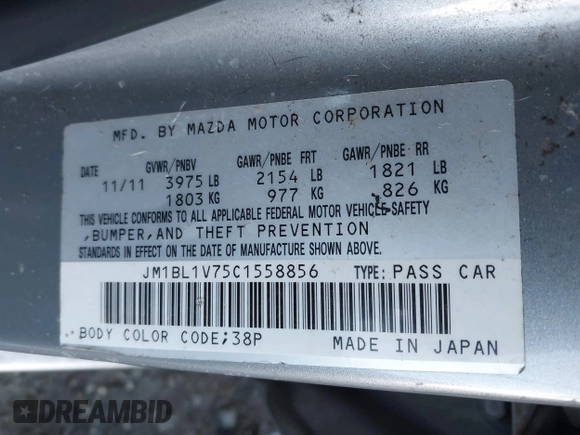 MFD. BY MAZDA MOTOR CORPORATION
DATE GVWR/PNBV GAWR/PNBE FRT GAWR/PNBE RR
11/11 3975 LB 2154 LB 1821 LB
1803 KG 977 KG 826 KG
THIS VEHICLE CONFORMS TO ALL APPLICABLE FEDERAL MOTOR VEHICLE SAFETY
,BUMPER,AND THEFT PREVENTION
STANDARDS IN EFFECT ON THE DATE OF MANUFACTURE SHOWN ABOVE.
JM1BL1V75C1558856 TYPE: PASS CAR
BODY COLOR CODE;38P MADE IN JAPAN
DREAMBID